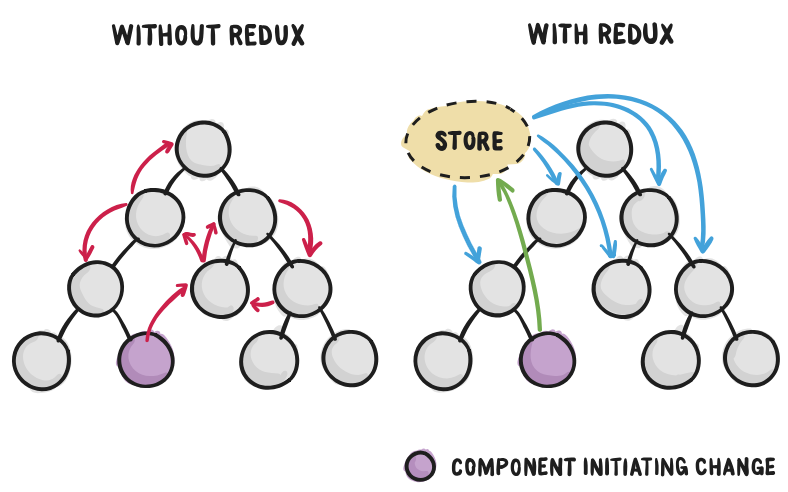 WITHOUT REDUX
WITH REDUX
STORE
COMPONENT INITIATING CHANGE